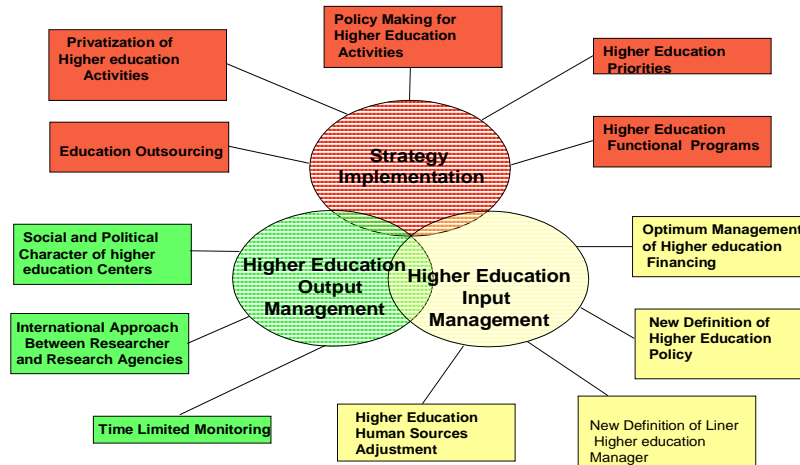 Privatization of
Higher education
Activities
Policy Making for
Higher Education
Activities
Higher Education
Priorities
Education Outsourcing
Strategy
Implementation
Higher Education
Functional Programs
Social and Political
Character of higher
education Centers
Higher Education
Output
Management
Higher Education
Input
Management
Optimum Management
of Higher education
Financing
International Approach
Between Researcher
and Research Agencies
New Definition of
Higher Education
Policy
Time Limited Monitoring
Higher Education
Human Sources
Adjustment
New Definition of Liner
Higher education
Manager